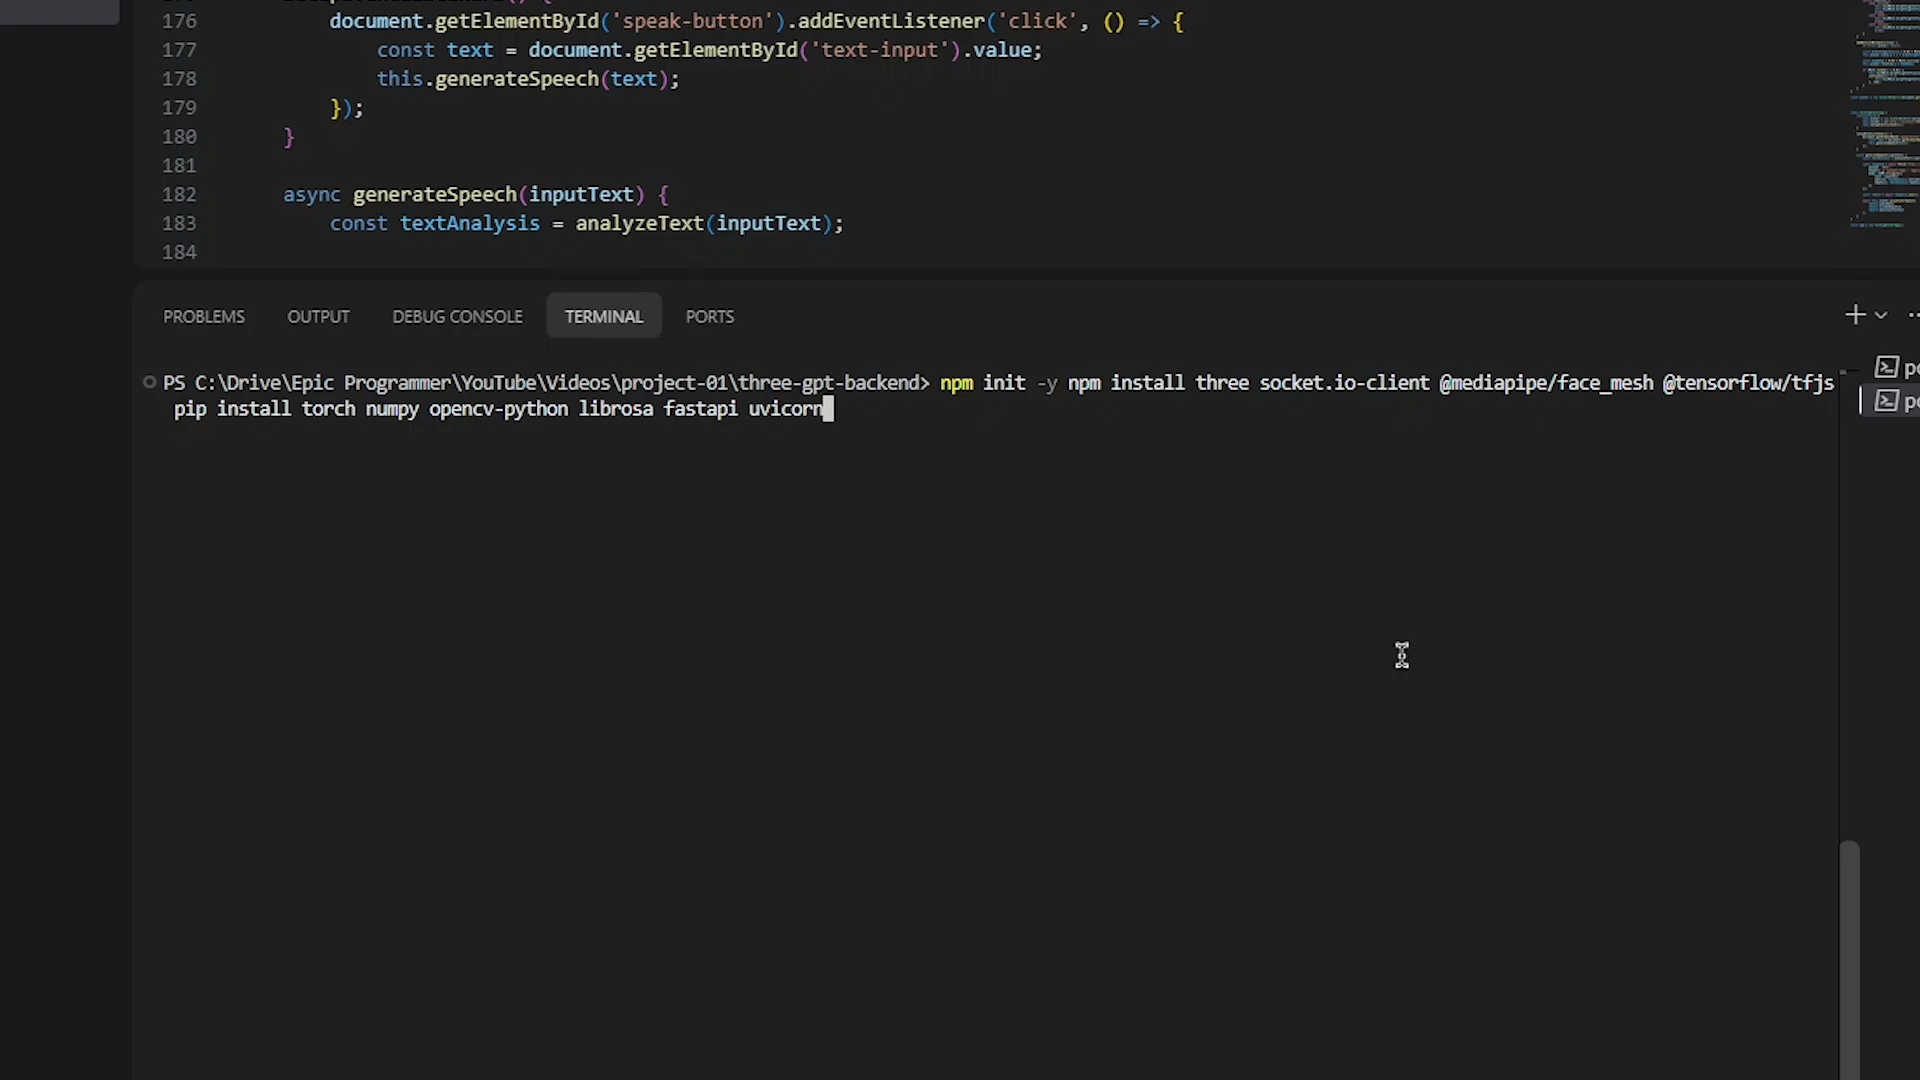 176 document.getElementById('speak-button').addEventListener('click', () => {
177 const text = document.getElementById('text-input').value;
178 this.generateSpeech(text);
179 });
180 }
181
182 async generateSpeech(inputText) {
183 const textAnalysis = analyzeText(inputText);
184
PROBLEMS OUTPUT DEBUG CONSOLE TERMINAL PORTS
PS C:\Drive\Epic Programmer\YouTube\Videos\project-01\three-gpt-backend> npm init -y npm install three socket.io-client @mediapipe/face_mesh @tensorflow/tfjs
pip install torch numpy opencv-python librosa fastapi uvicorn